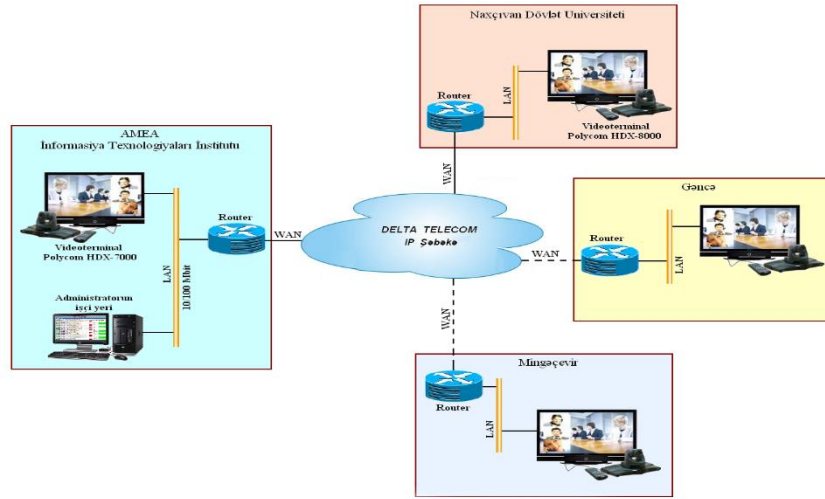 Naxçıvan Dövlət Universiteti
Router
LAN
Videoterminal
Polycom HDX-8000
WAN
AMEA
İnformasiya Texnologiyaları İnstitutu
Videoterminal
Polycom HDX-7000
LAN
10/100 Mbit
Router
WAN
Administratorun
işçi yeri
DELTA TELECOM
IP Şəbəkə
Gəncə
WAN
Router
LAN
WAN
Mingəçevir
Router
LAN